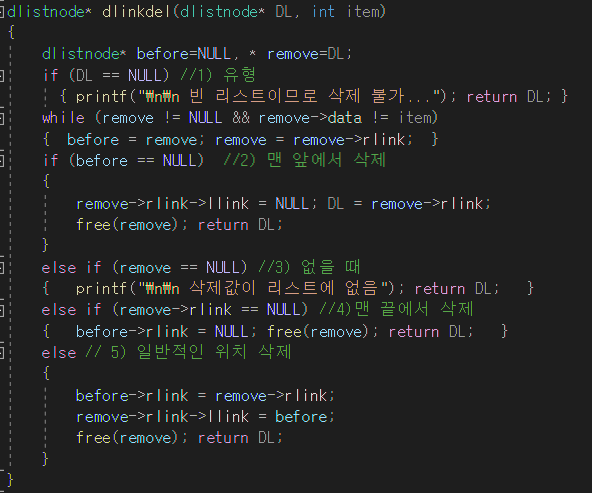 dlistnode* dlinkdel(dlistnode* DL, int item)
{
dlistnode* before=NULL, * remove=DL;
if (DL == NULL) //1) 유형
{ printf("₩n₩n 빈 리스트이므로 삭제 불가..."); return DL; }
while (remove != NULL && remove->data != item)
{ before = remove; remove = remove->rlink; }
if (before == NULL) //2) 맨 앞에서 삭제
{
remove->rlink->llink = NULL; DL = remove->rlink;
free(remove); return DL;
}
else if (remove == NULL) //3) 없을 때
{ printf("₩n₩n 삭제값이 리스트에 없음"); return DL; }
else if (remove->rlink == NULL) //4)맨 끝에서 삭제
{ before->rlink = NULL; free(remove); return DL; }
else // 5) 일반적인 위치 삭제
{
before->rlink = remove->rlink;
remove->rlink->llink = before;
free(remove); return DL;
}
}